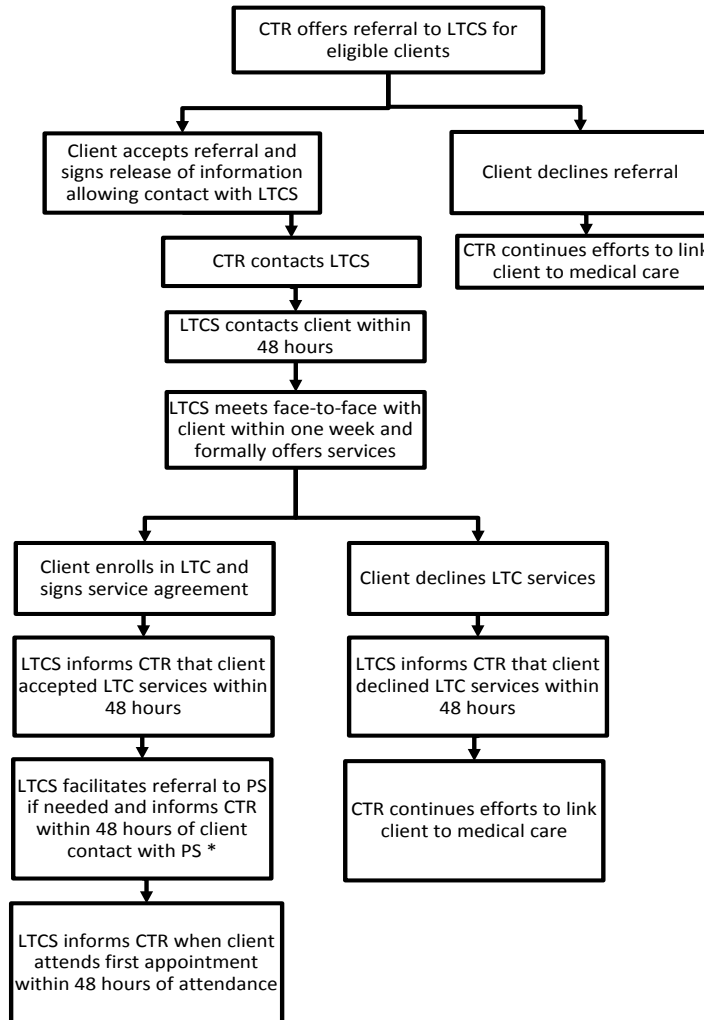 CTR offers referral to LTCS for
eligible clients
Client accepts referral and
signs release of information
allowing contact with LTCS
Client declines referral
CTR contacts LTCS
CTR continues efforts to link
client to medical care
LTCS contacts client within
48 hours
LTCS meets face-to-face with
client within one week and
formally offers services
Client enrolls in LTC and
signs service agreement
Client declines LTC services
LTCS informs CTR that client
accepted LTC services within
48 hours
LTCS informs CTR that client
declined LTC services within
48 hours
LTCS facilitates referral to PS
if needed and informs CTR
within 48 hours of client
contact with PS *
CTR continues efforts to link
client to medical care
LTCS informs CTR when client
attends first appointment
within 48 hours of attendance